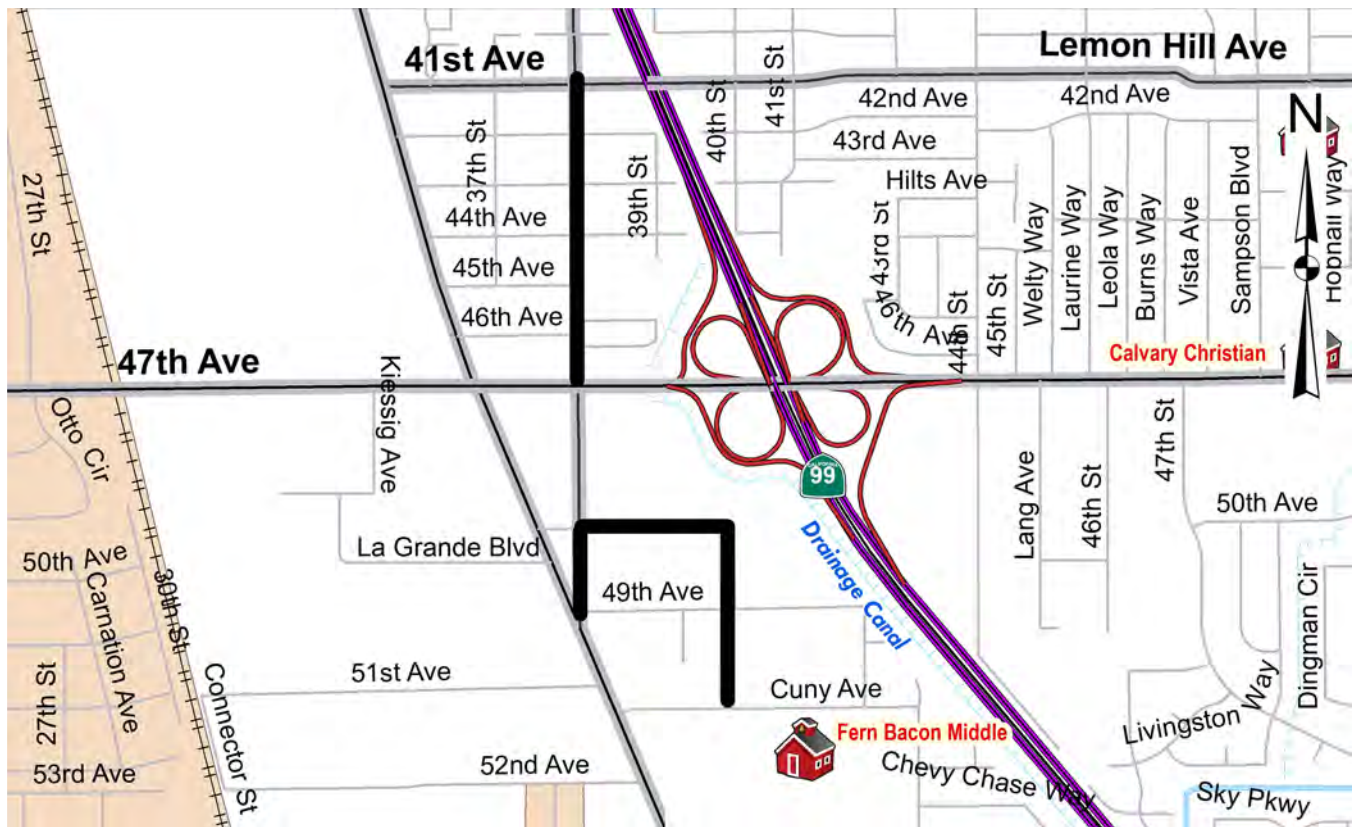 41st Ave
Lemon Hill Ave
40th St
41st St
42nd Ave
42nd Ave
N
43rd Ave
37th St
39th St
Hilts Ave
27th St
44th Ave
43rd St
Welty Way
Laurine Way
Leola Way
Burns Way
Vista Ave
Sampson Blvd
Hobnail Way
45th Ave
46th Ave
46th Ave
44th St
45th St
47th Ave
Calvary Christian
Kiessig Ave
Otto Cir
47th St
CALIFORNIA
99
Lang Ave
46th St
50th Ave
Drainage Canal
La Grande Blvd
50th Ave
30th St
49th Ave
Carnation Ave
Dingman Cir
27th St
Connector St
51st Ave
Cuny Ave
Livingston Way
Fern Bacon Middle
52nd Ave
53rd Ave
Chevy Chase Way
Sky Pkwy